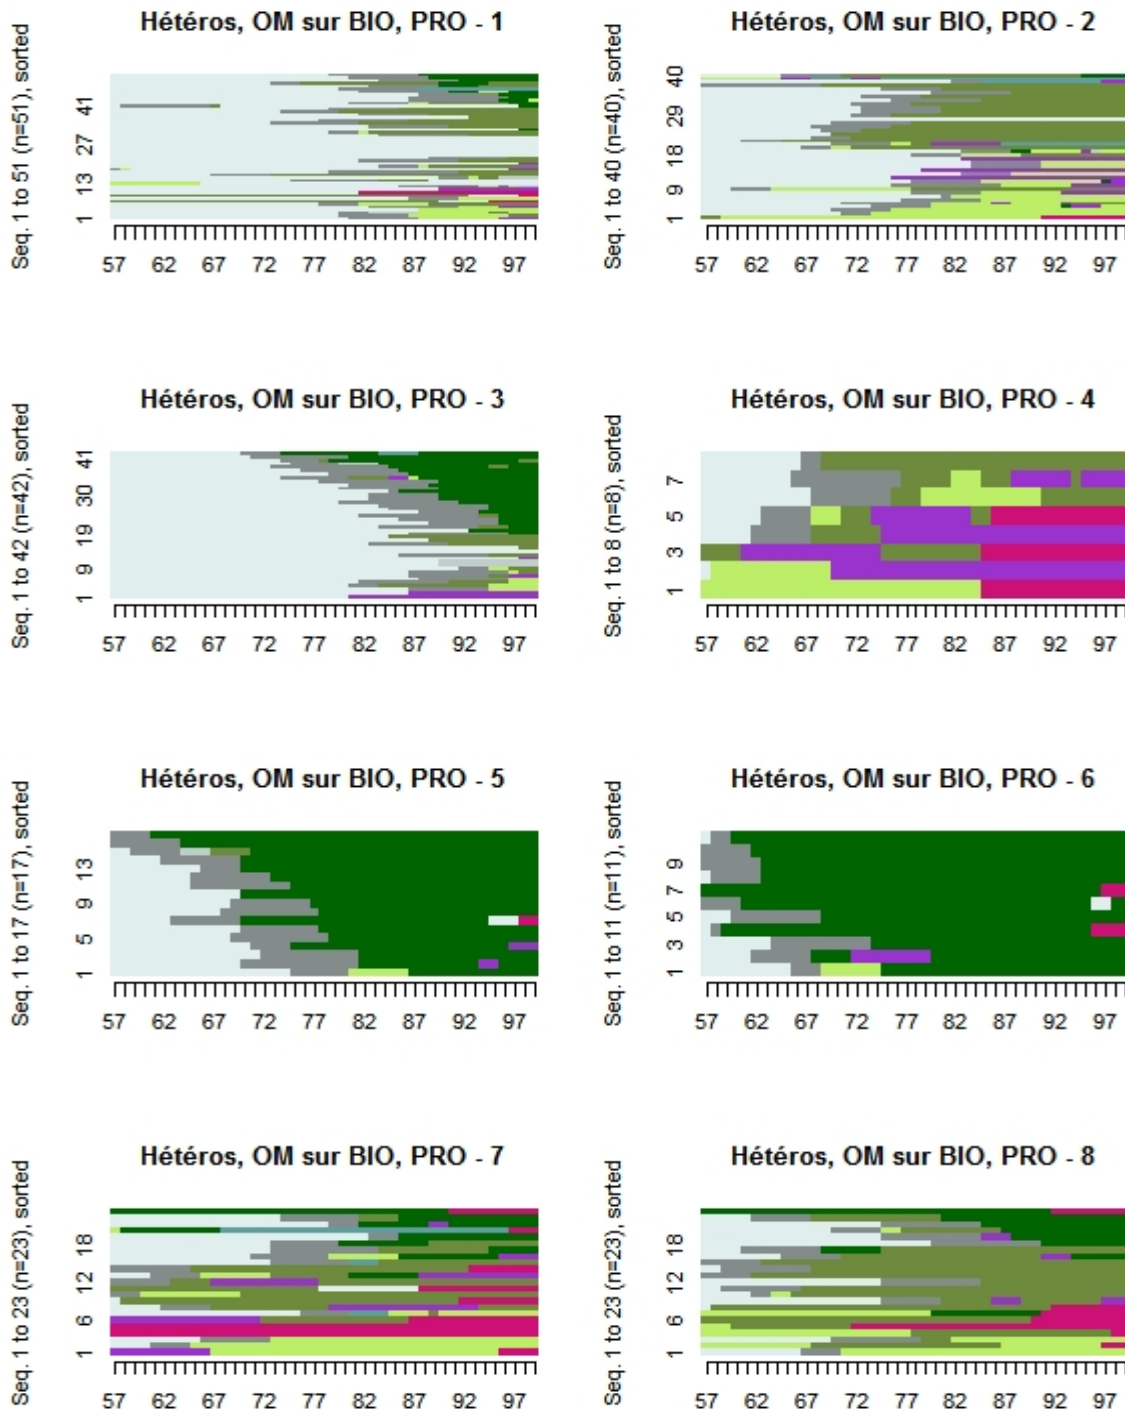 Hétéros, OM sur BIO, PRO - 1
Seq. 1 to 51 (n=51), sorted
1 13 27 41
57 62 67 72 77 82 87 92 97
Hétéros, OM sur BIO, PRO - 2
Seq. 1 to 40 (n=40), sorted
1 9 18 29 40
57 62 67 72 77 82 87 92 97
Hétéros, OM sur BIO, PRO - 3
Seq. 1 to 42 (n=42), sorted
1 9 19 30 41
57 62 67 72 77 82 87 92 97
Hétéros, OM sur BIO, PRO - 4
Seq. 1 to 8 (n=8), sorted
1 3 5 7
57 62 67 72 77 82 87 92 97
Hétéros, OM sur BIO, PRO - 5
Seq. 1 to 17 (n=17), sorted
1 5 9 13
57 62 67 72 77 82 87 92 97
Hétéros, OM sur BIO, PRO - 6
Seq. 1 to 11 (n=11), sorted
1 3 5 7 9
57 62 67 72 77 82 87 92 97
Hétéros, OM sur BIO, PRO - 7
Seq. 1 to 23 (n=23), sorted
1 6 12 18
57 62 67 72 77 82 87 92 97
Hétéros, OM sur BIO, PRO - 8
Seq. 1 to 23 (n=23), sorted
1 6 12 18
57 62 67 72 77 82 87 92 97